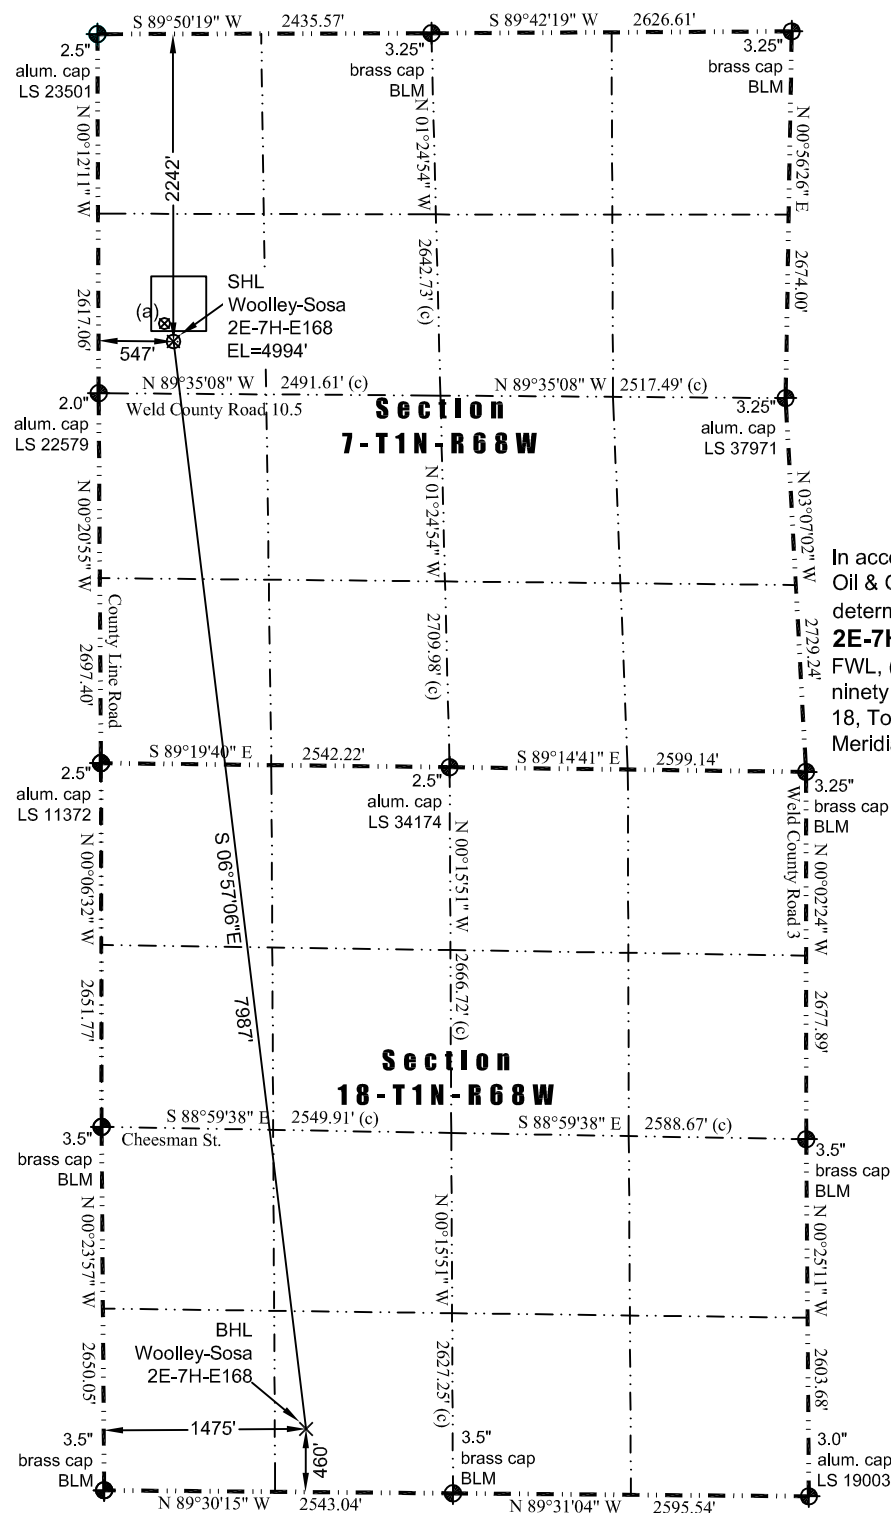 S 89°50'19" W 2435.57' S 89°42'19" W 2626.61'
2.5"
alum. cap
LS 23501
3.25"
brass cap
BLM
3.25"
brass cap
BLM
N 00°12'11" W
2617.06'
2242'
N 01°24'54" W
2642.73' (c)
N 00°56'26" E
2674.00'
(a)
547'
SHL
Woolley-Sosa
2E-7H-E168
EL=4994'
N 89°35'08" W 2491.61' (c) N 89°35'08" W 2517.49' (c)
2.0"
alum. cap
LS 22579
Weld County Road 10.5
Section
7-T1N-R68W
3.25"
alum. cap
LS 37971
N 00°20'55" W
2697.40'
County Line Road
N 01°24'54" W
2709.98' (c)
N 03°07'02" W
2729.24'
In acco
Oil & C
determ
2E-7H
FWL, (
ninety
18, To
Meridia
S 89°19'40" E 2542.22' S 89°14'41" E 2599.14'
2.5"
alum. cap
LS 11372
2.5"
alum. cap
LS 34174
3.25"
brass cap
BLM
N 00°06'32" W
2651.77'
S 06°57'06"E
7987'
N 00°15'51" W
2666.72' (c)
Weld County Road 3
N 00°02'24" W
2677.89'
Section
18-T1N-R68W
S 88°59'38" E 2549.91' (c) S 88°59'38" E 2588.67' (c)
3.5"
brass cap
BLM
Cheesman St.
3.5"
brass cap
BLM
N 00°23'57" W
2650.05'
N 00°15'51" W
2627.25' (c)
N 00°25'11" W
2603.68'
BHL
Woolley-Sosa
2E-7H-E168
1475'
460'
3.5"
brass cap
BLM
3.5"
brass cap
BLM
3.0"
alum. cap
LS 19003
N 89°30'15" W 2543.04' N 89°31'04" W 2595.54'